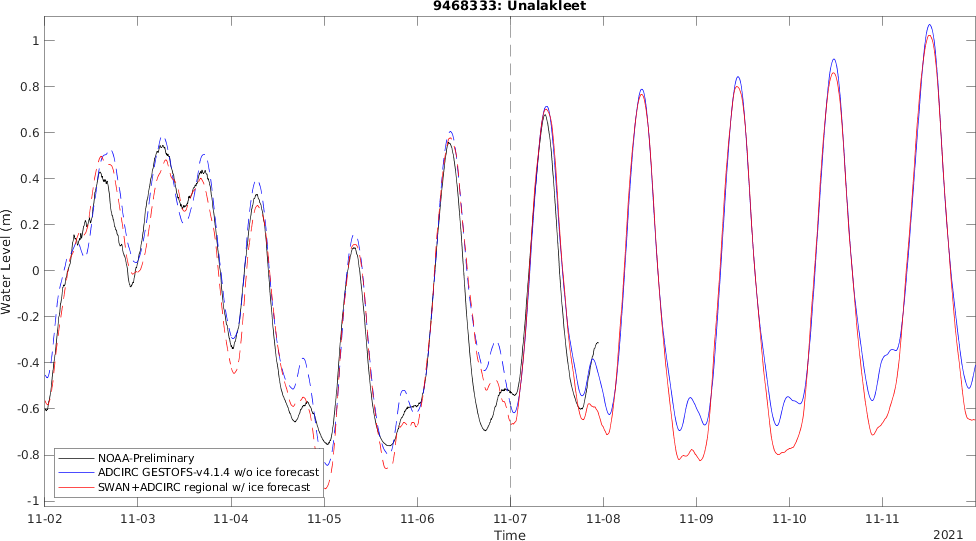 9468333: Unalakleet
1
0.8
0.6
0.4
0.2
0
-0.2
-0.4
-0.6
-0.8
-1
Water Level (m)
NOAA-Preliminary
ADCIRC GESTOFS-v4.1.4 w/o ice forecast
SWAN+ADCIRC regional w/ ice forecast
11-02 11-03 11-04 11-05 11-06 11-07 11-08 11-09 11-10 11-11
Time
2021